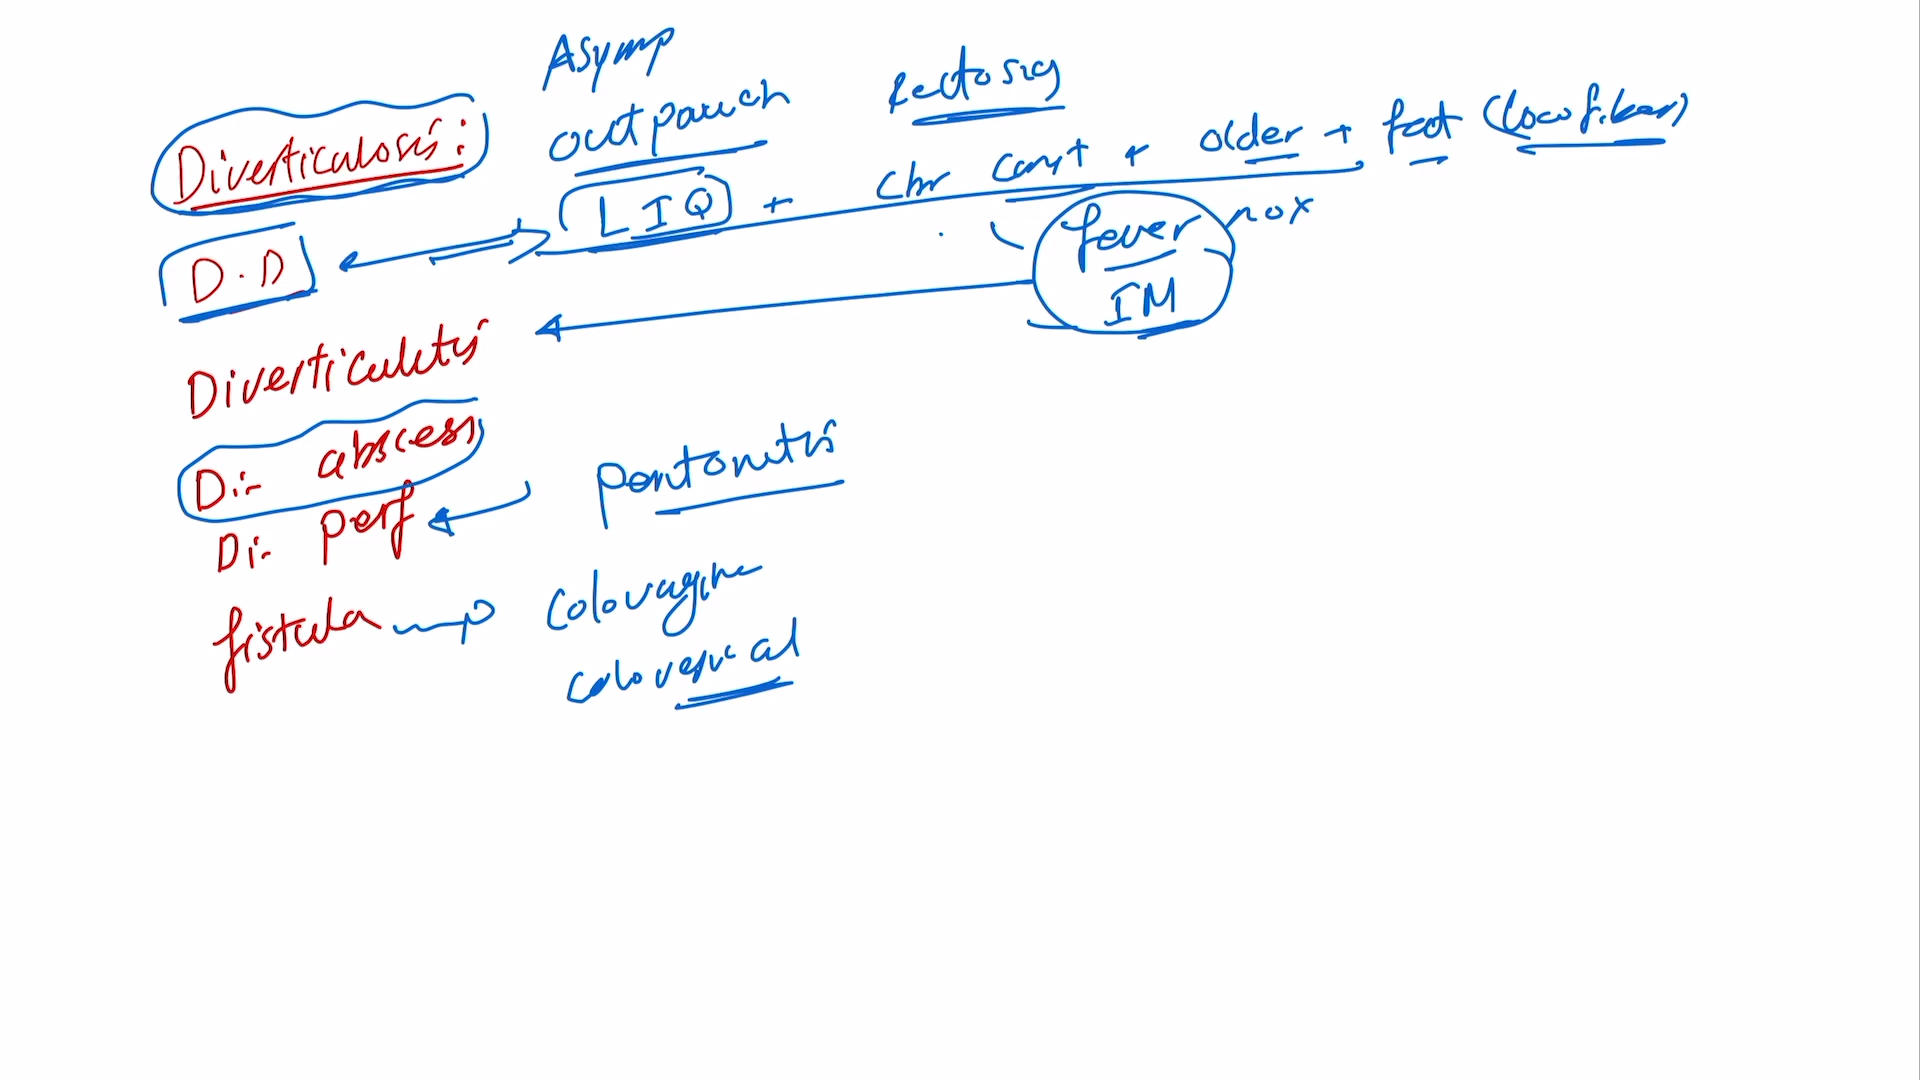 Asymp
Diverticulosis: outpouch Rectosig
D.D LIQ + chr const + older + fat (low fiber)
fever nox
IM
Diverticulitis
Di:- abscess
Di:- perf Peritonitis
fistula colovagine
colovesical